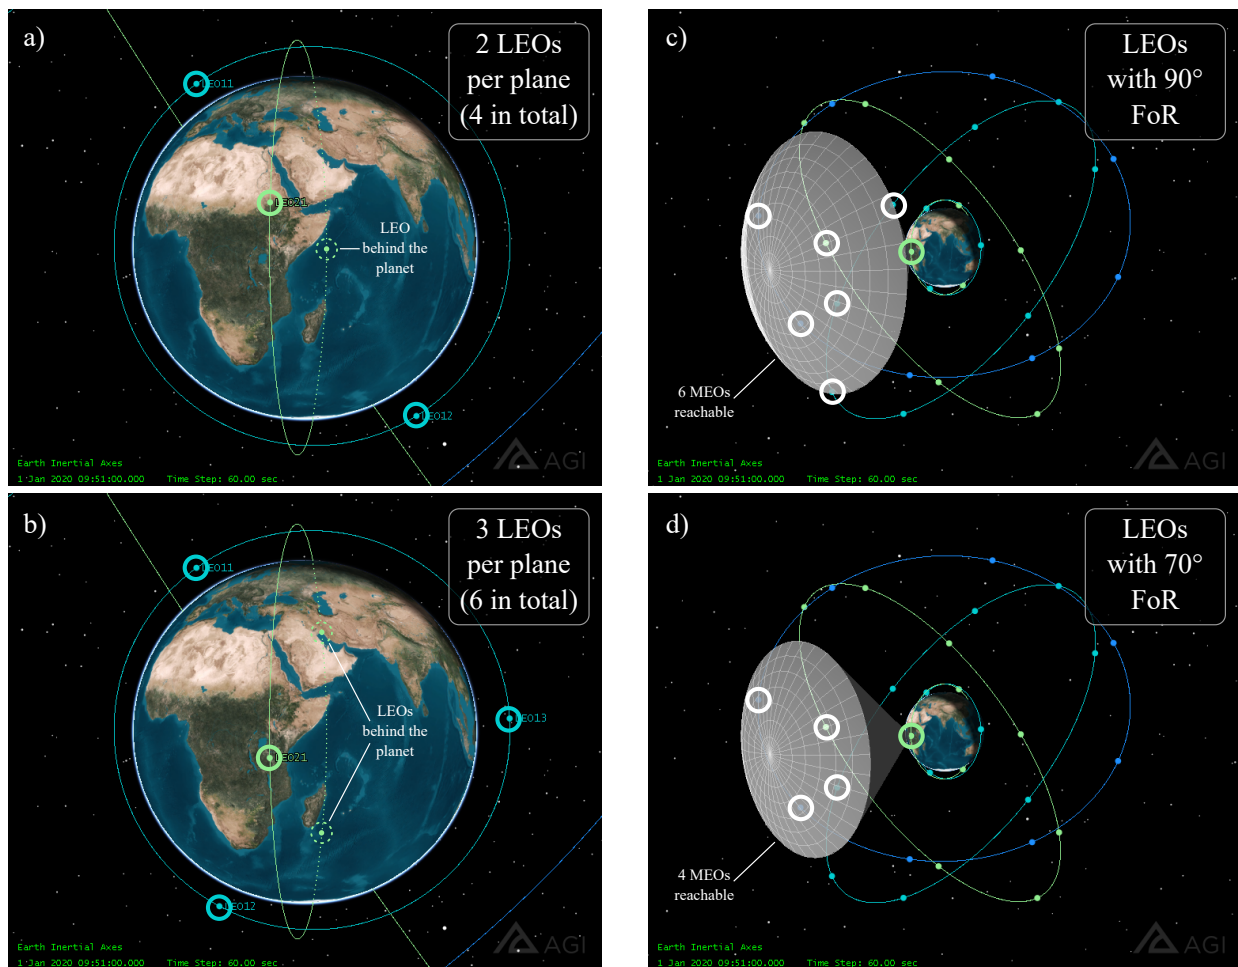 a)
2 LEOs
per plane
(4 in total)
LEO11
LEO21
LEO
behind the
planet
LEO12
AGI
Earth Inertial Axes
1 Jan 2020 09:51:00.000 Time Step: 60.00 sec
c)
LEOs
with 90°
FoR
6 MEOs
reachable
AGI
Earth Inertial Axes
1 Jan 2020 09:51:00.000 Time Step: 60.00 sec
b)
3 LEOs
per plane
(6 in total)
LEO11
LEOs
behind the
planet
LEO13
LEO21
LEO12
AGI
Earth Inertial Axes
1 Jan 2020 09:51:00.000 Time Step: 60.00 sec
d)
LEOs
with 70°
FoR
4 MEOs
reachable
AGI
Earth Inertial Axes
1 Jan 2020 09:51:00.000 Time Step: 60.00 sec